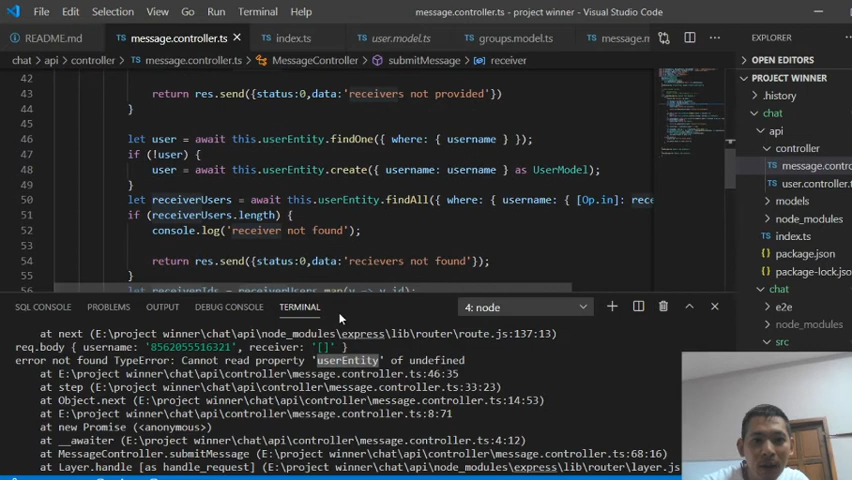 File Edit Selection View Go Run Terminal Help
message.controller.ts - project winner - Visual Studio Code
README.md
message.controller.ts
index.ts
user.model.ts
groups.model.ts
message.n
chat > api > controller > message.controller.ts > MessageController > submitMessage > receiver
42
43 return res.send({status:0,data:'receivers not provided'})
44 }
45
46 let user = await this.userEntity.findOne({ where: { username } });
47 if (!user) {
48 user = await this.userEntity.create({ username: username } as UserModel);
49 }
50 let receiverUsers = await this.userEntity.findAll({ where: { username: { [Op.in]: rece
51 if (receiverUsers.length) {
52 console.log('receiver not found');
53
54 return res.send({status:0,data:'recievers not found'});
55 }
56 let receiverIds = receiverUsers.map(v => v.id);
EXPLORER
OPEN EDITORS
PROJECT WINNER
.history
chat
api
controller
TS message.contro
TS user.controller.t
models
node_modules
TS index.ts
package.json
package-lock.jso
chat
e2e
node_modules
src
SQL CONSOLE PROBLEMS OUTPUT DEBUG CONSOLE TERMINAL
4: node
at next (E:\project winner\chat\api\node_modules\express\lib\router\route.js:137:13)
req.body { username: '8562055516321', receiver: '[]' }
error not found TypeError: Cannot read property 'userEntity' of undefined
at E:\project winner\chat\api\controller\message.controller.ts:46:35
at step (E:\project winner\chat\api\controller\message.controller.ts:33:23)
at Object.next (E:\project winner\chat\api\controller\message.controller.ts:14:53)
at E:\project winner\chat\api\controller\message.controller.ts:8:71
at new Promise (<anonymous>)
at __awaiter (E:\project winner\chat\api\controller\message.controller.ts:4:12)
at MessageController.submitMessage (E:\project winner\chat\api\controller\message.controller.ts:68:16)
at Layer.handle [as handle_request] (E:\project winner\chat\api\node_modules\express\lib\router\layer.js